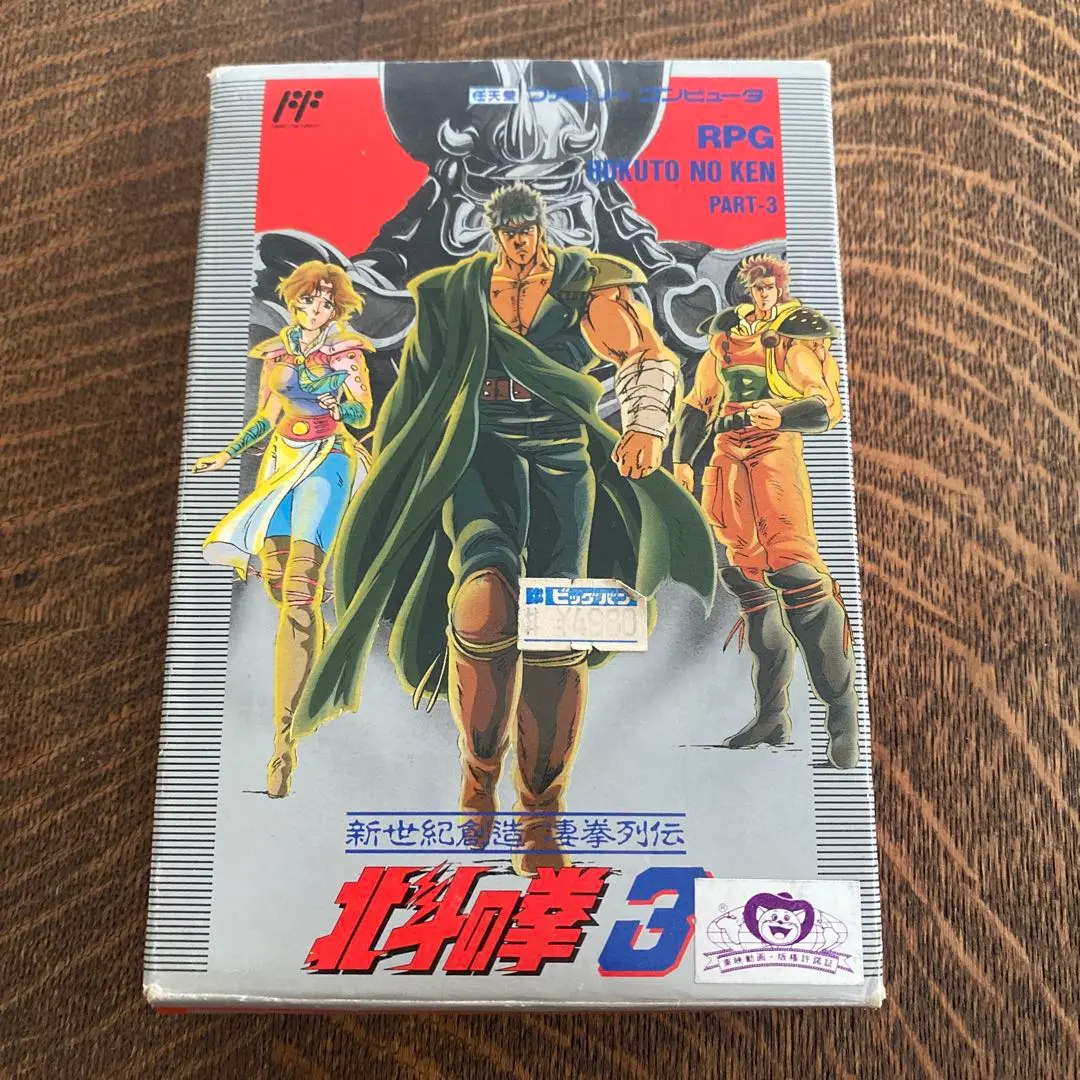 任天堂 ファミリー コンピュータ
RPG
HOKUTO NO KEN
PART-3
ビッグバン
¥4980
新世紀創造 凄拳列伝
北斗の拳3
®
東映動画・版権許諾証